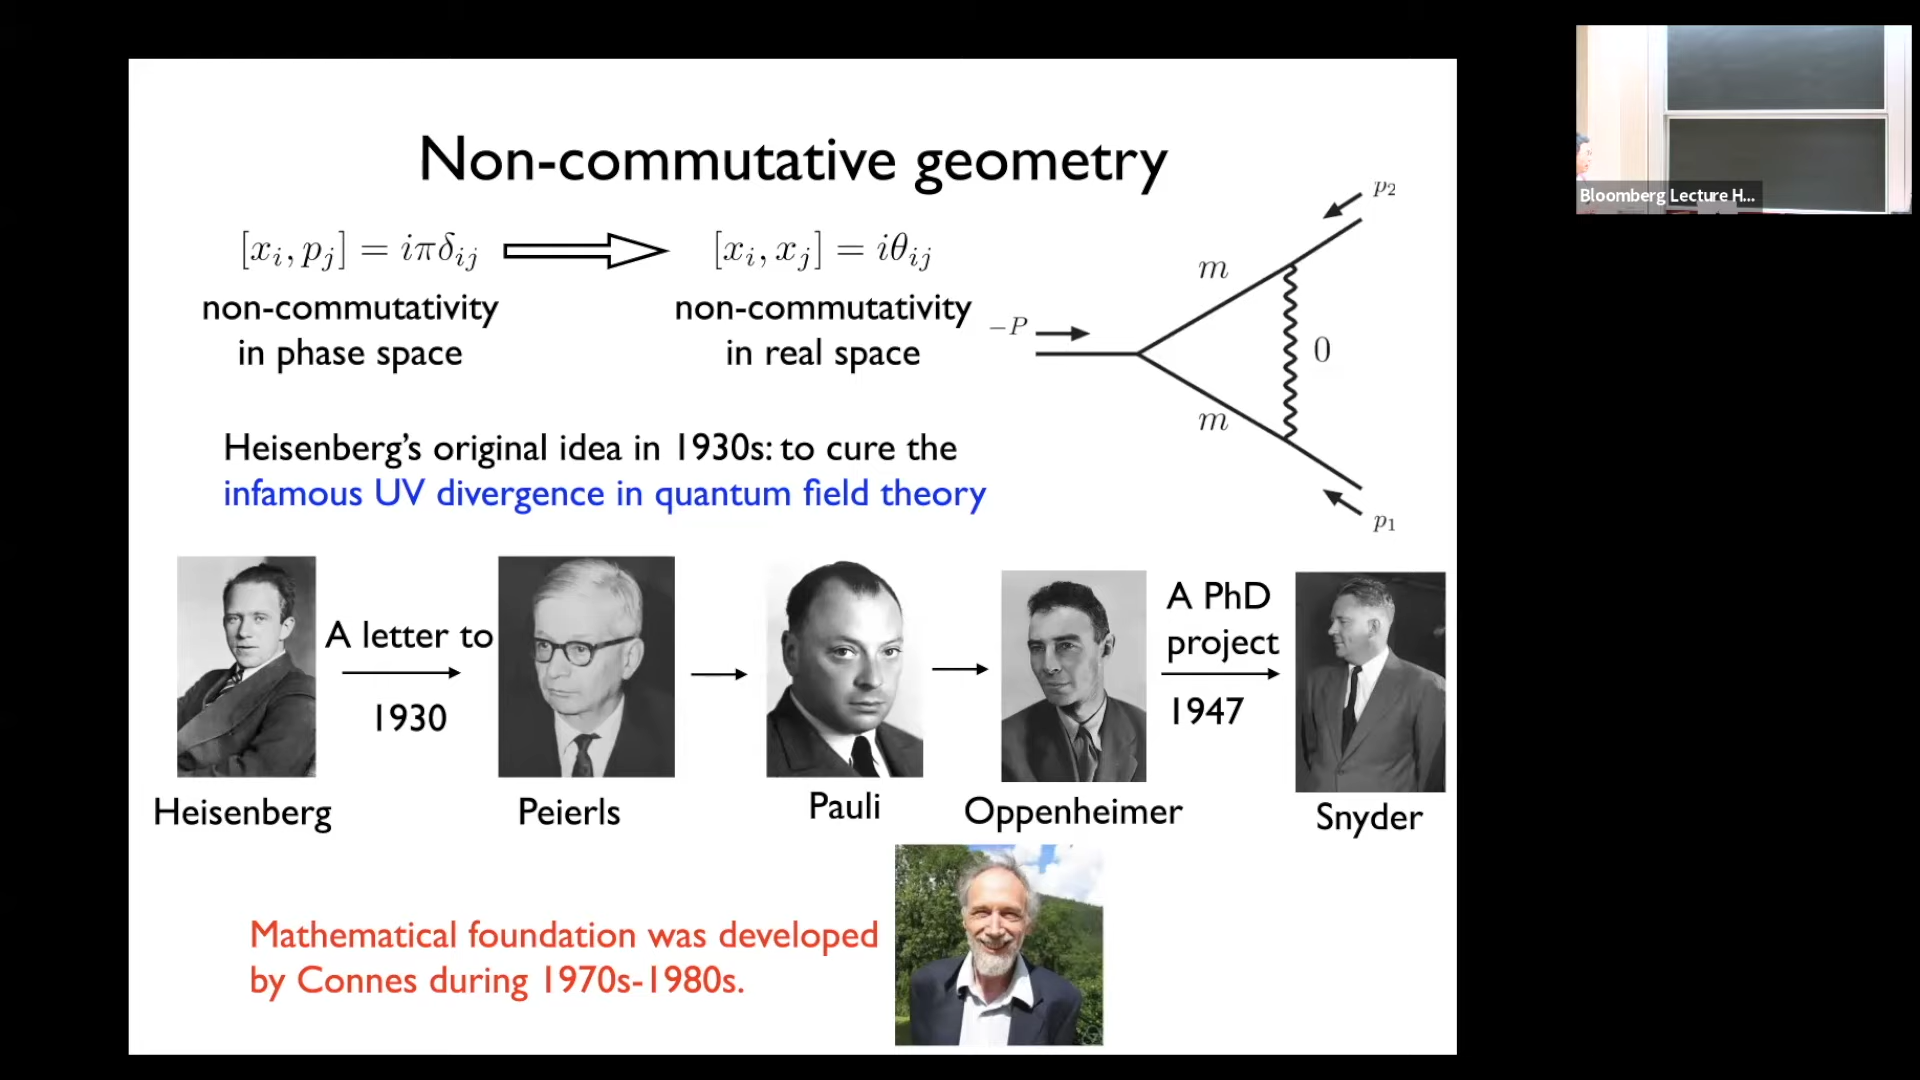 Non-commutative geometry
[x_i, p_j] = iπδ_ij
[x_i, x_j] = iθ_ij
non-commutativity
in phase space
non-commutativity
in real space
p_2
m
-P
0
m
p_1
Heisenberg's original idea in 1930s: to cure the
infamous UV divergence in quantum field theory
A letter to
1930
A PhD
project
1947
Heisenberg
Peierls
Pauli
Oppenheimer
Snyder
Mathematical foundation was developed
by Connes during 1970s-1980s.
Bloomberg Lecture H...